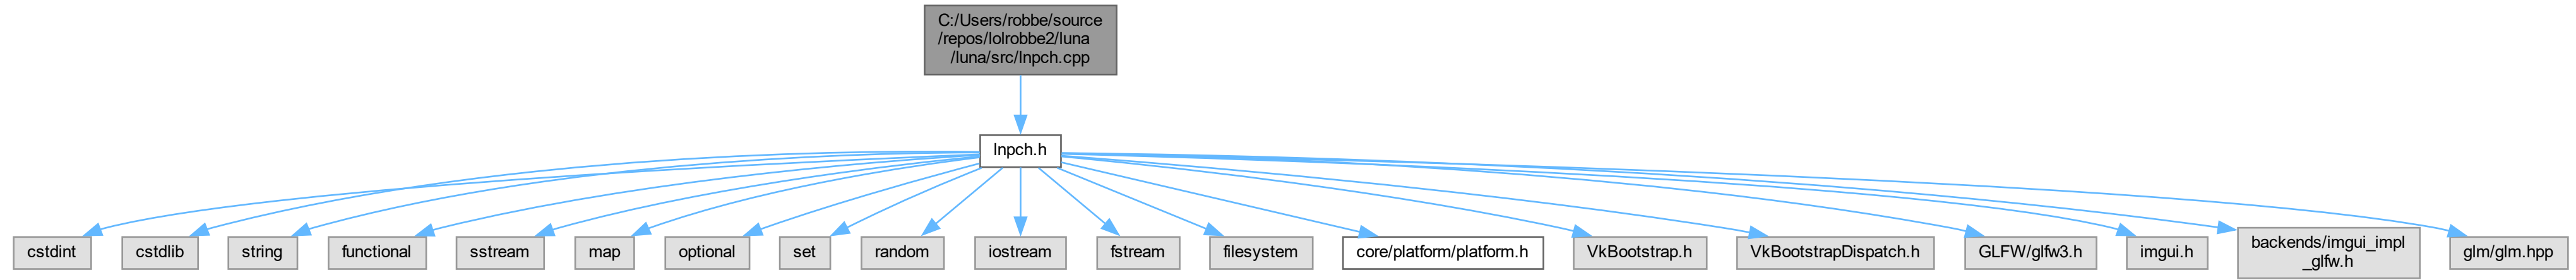 C:/Users/robbe/source
/repos/lolrobbe2/luna
/luna/src/lnpch.cpp
lnpch.h
cstdint
cstdlib
string
functional
sstream
map
optional
set
random
iostream
fstream
filesystem
core/platform/platform.h
VkBootstrap.h
VkBootstrapDispatch.h
GLFW/glfw3.h
imgui.h
backends/imgui_impl
_glfw.h
glm/glm.hpp